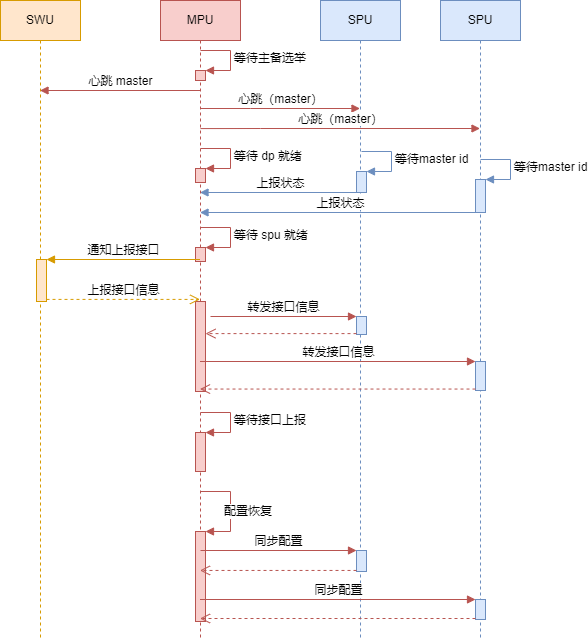 SWU
MPU
SPU
SPU
等待主备选举
心跳 master
心跳（master）
心跳（master）
等待 dp 就绪
等待master id
等待master id
上报状态
上报状态
等待 spu 就绪
通知上报接口
上报接口信息
转发接口信息
转发接口信息
等待接口上报
配置恢复
同步配置
同步配置